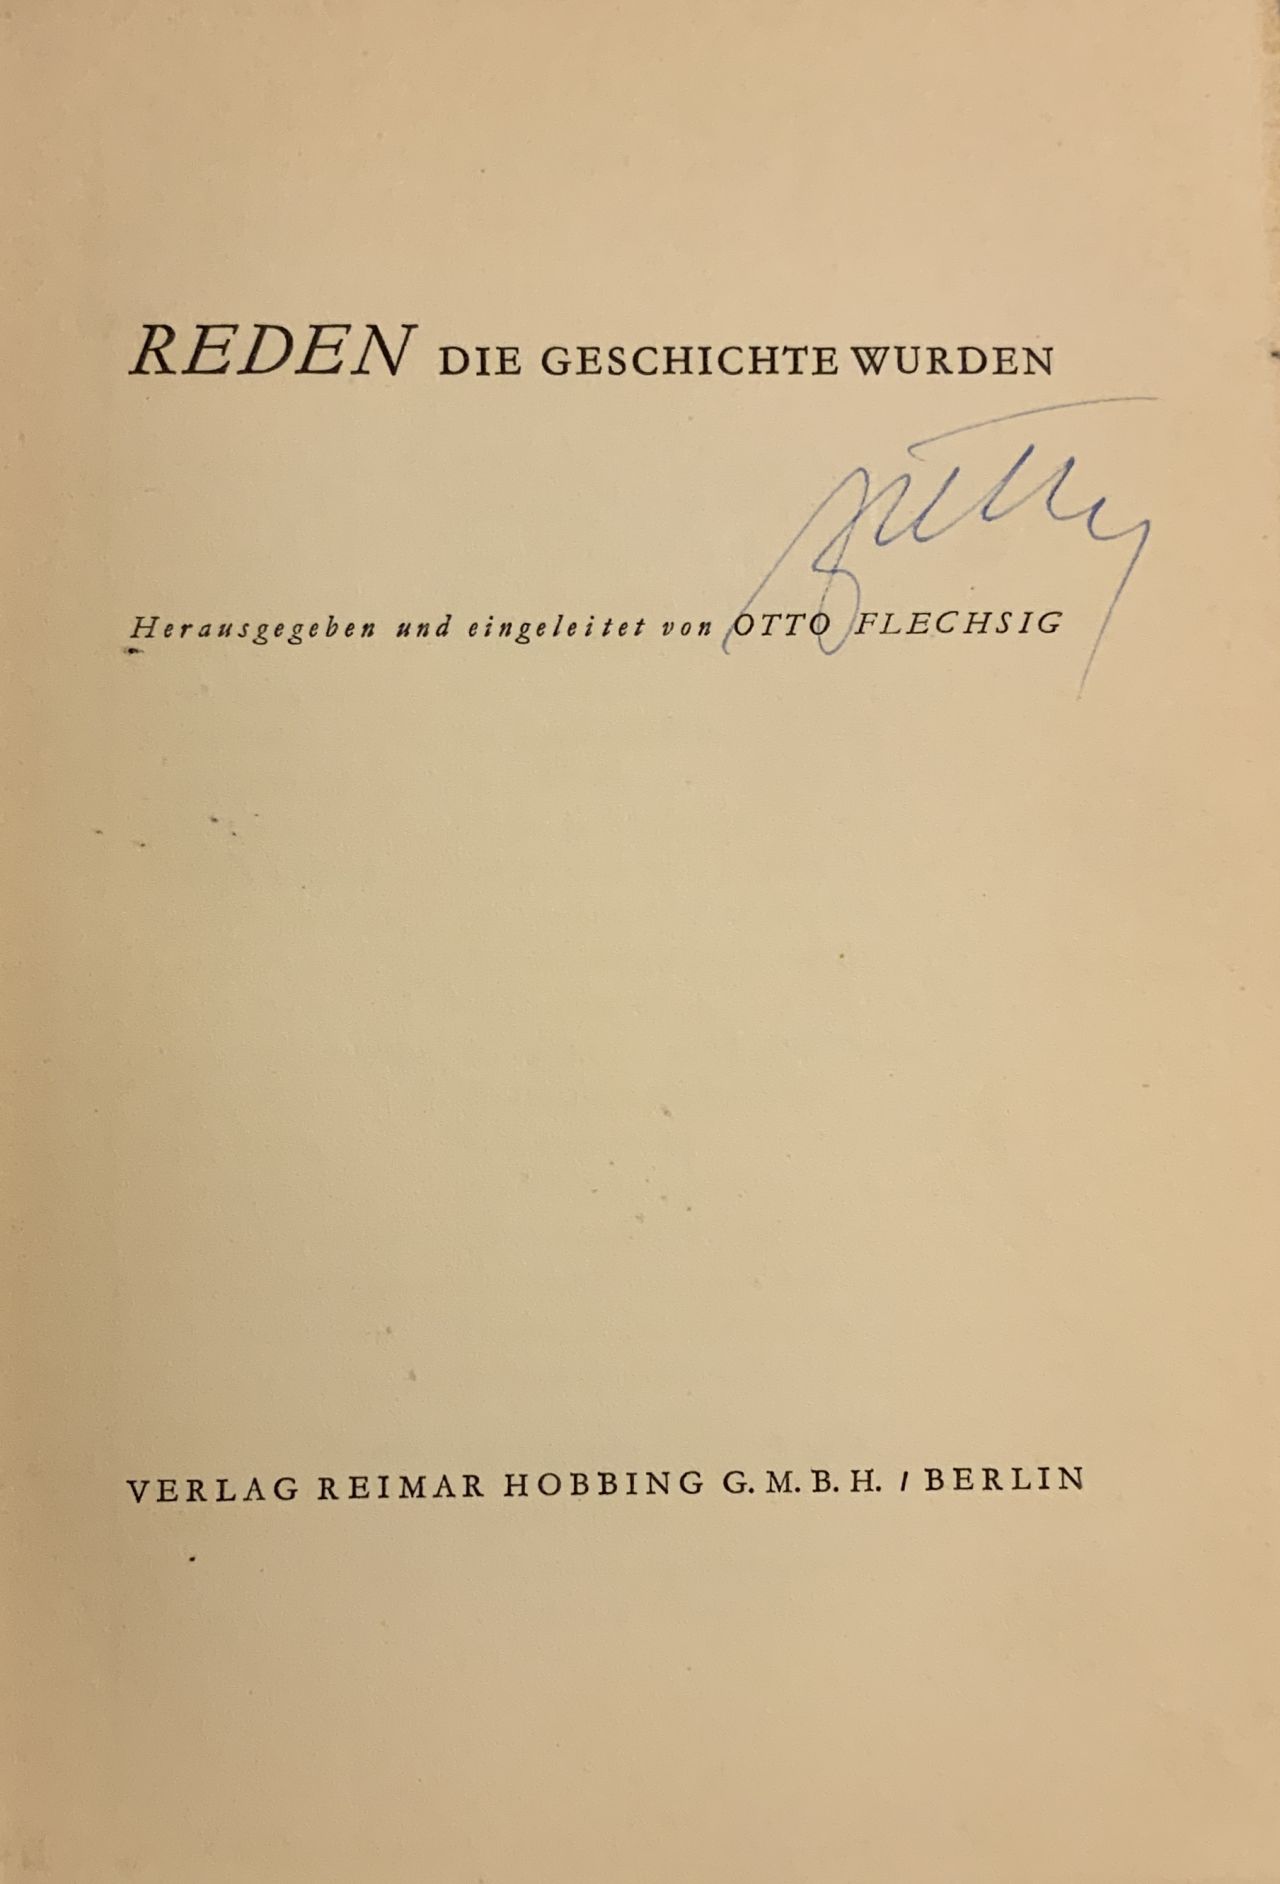 REDEN DIE GESCHICHTE WURDEN
Herausgegeben und eingeleitet von OTTO FLECHSIG
VERLAG REIMAR HOBBING G. M. B. H. / BERLIN